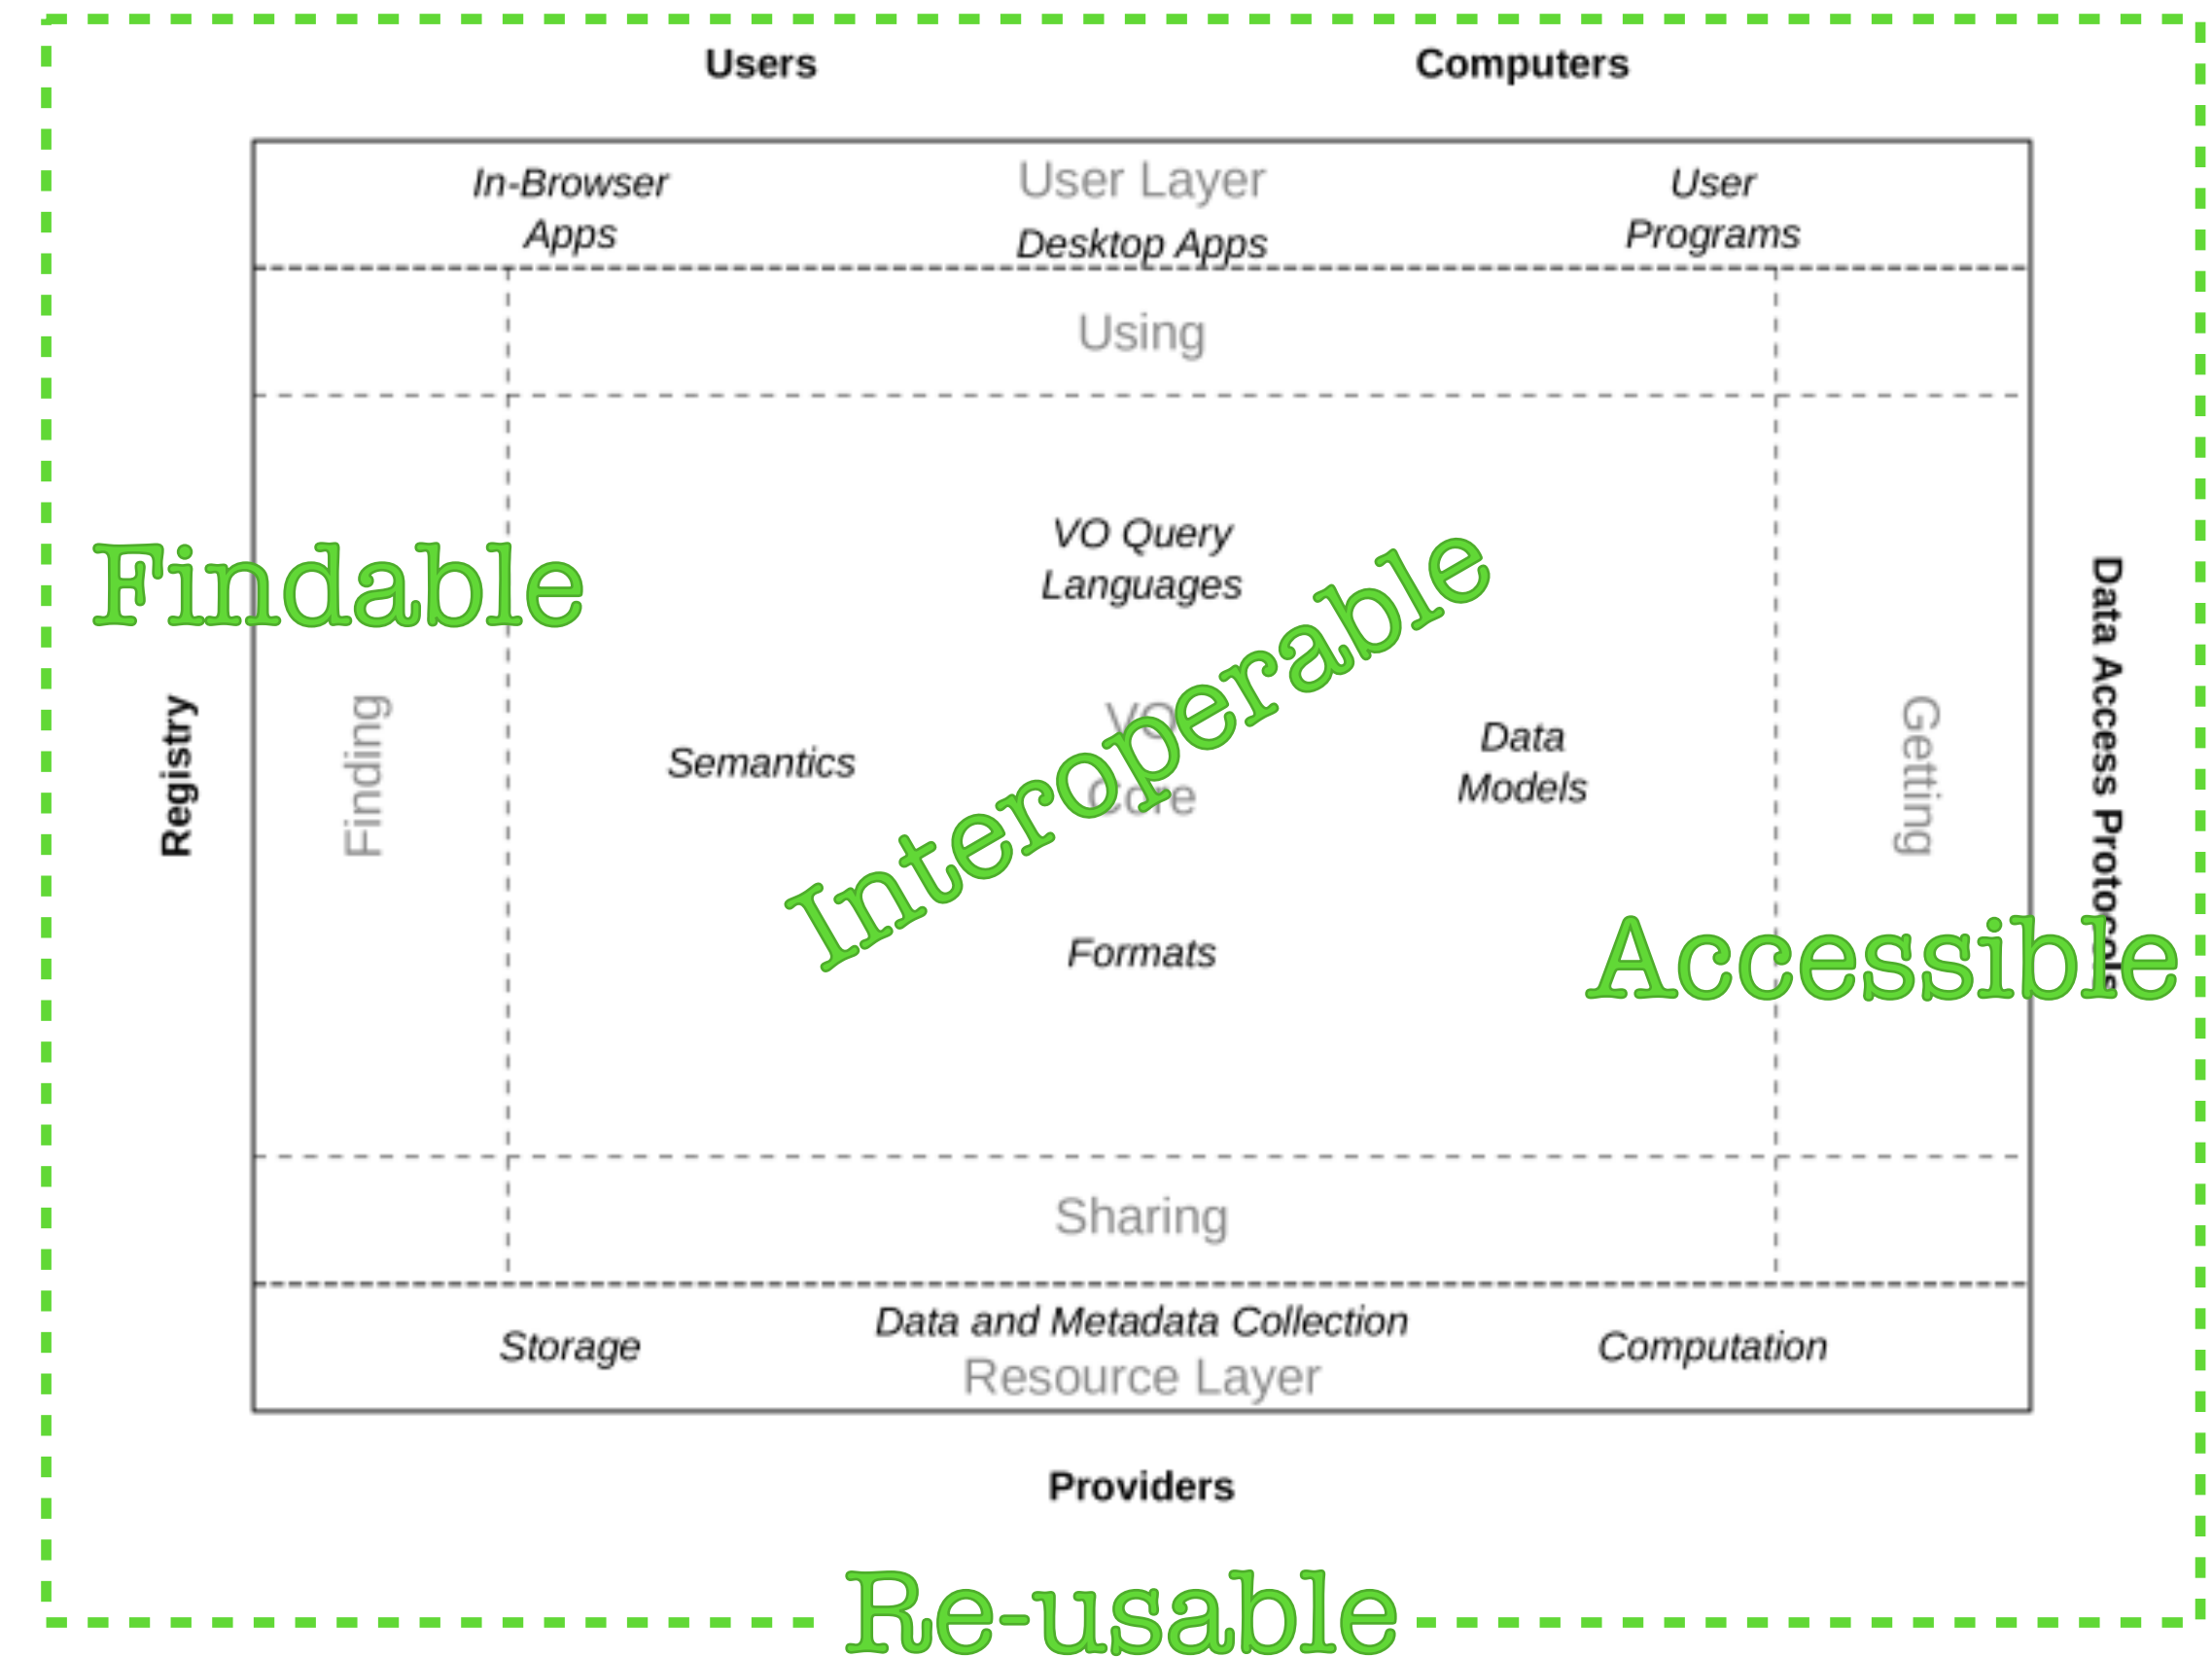 Users
Computers
In-Browser
Apps
User Layer
Desktop Apps
User
Programs
Using
Findable
VO Query
Languages
Interoperable
Registry
Finding
Semantics
VO
Core
Data
Models
Getting
Data Access Protocols
Accessible
Formats
Sharing
Storage
Data and Metadata Collection
Resource Layer
Computation
Providers
Re-usable